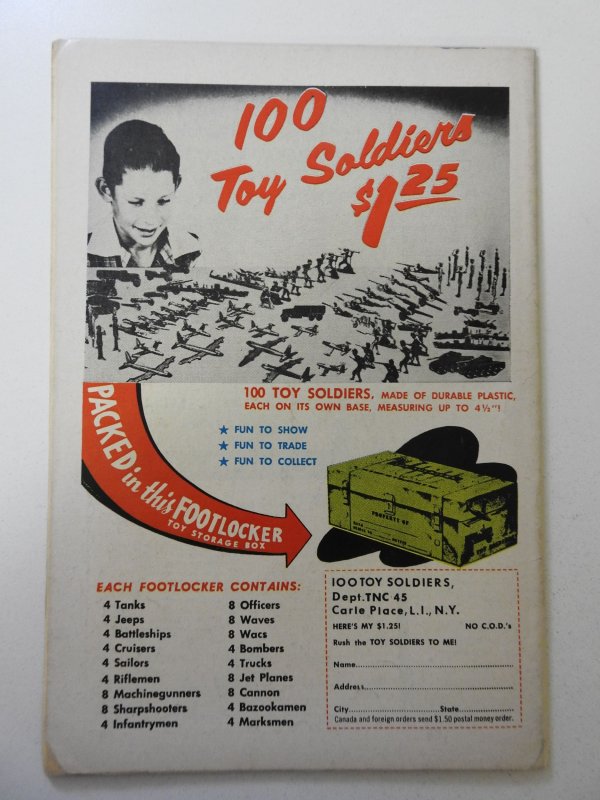 100
Toy Soldiers
$1.25
100 TOY SOLDIERS, MADE OF DURABLE PLASTIC,
EACH ON ITS OWN BASE, MEASURING UP TO 4½"!
★ FUN TO SHOW
★ FUN TO TRADE
★ FUN TO COLLECT
PACKED in this FOOTLOCKER
TOY STORAGE BOX
PROPERTY OF
EACH FOOTLOCKER CONTAINS:
4 Tanks
4 Jeeps
4 Battleships
4 Cruisers
4 Sailors
4 Riflemen
8 Machinegunners
8 Sharpshooters
4 Infantrymen
8 Officers
8 Waves
8 Wacs
4 Bombers
4 Trucks
8 Jet Planes
8 Cannon
4 Bazookamen
4 Marksmen
100 TOY SOLDIERS,
Dept. TNC 45
Carle Place, L.I., N.Y.
HERE'S MY $1.25! NO C.O.D.'s
Rush the TOY SOLDIERS TO ME!
Name
Address
City State
Canada and foreign orders send $1.50 postal money order.